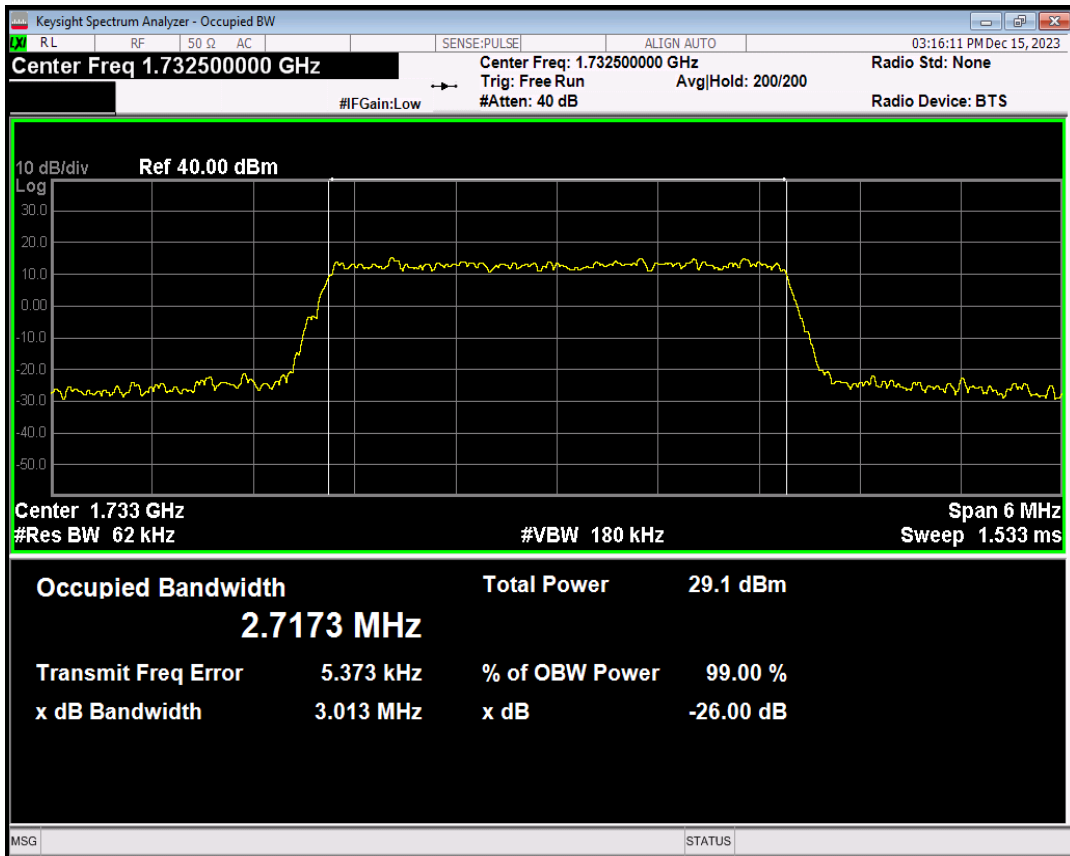 Keysight Spectrum Analyzer - Occupied BW
LXI RL RF 50 Ω AC SENSE:PULSE ALIGN AUTO 03:16:11 PM Dec 15, 2023
Center Freq 1.732500000 GHz Center Freq: 1.732500000 GHz Radio Std: None
Trig: Free Run Avg|Hold: 200/200
#IFGain:Low #Atten: 40 dB Radio Device: BTS
10 dB/div Ref 40.00 dBm
Log
30.0
20.0
10.0
0.00
-10.0
-20.0
-30.0
-40.0
-50.0
Center 1.733 GHz Span 6 MHz
#Res BW 62 kHz #VBW 180 kHz Sweep 1.533 ms
Occupied Bandwidth Total Power 29.1 dBm
2.7173 MHz
Transmit Freq Error 5.373 kHz % of OBW Power 99.00 %
x dB Bandwidth 3.013 MHz x dB -26.00 dB
MSG STATUS